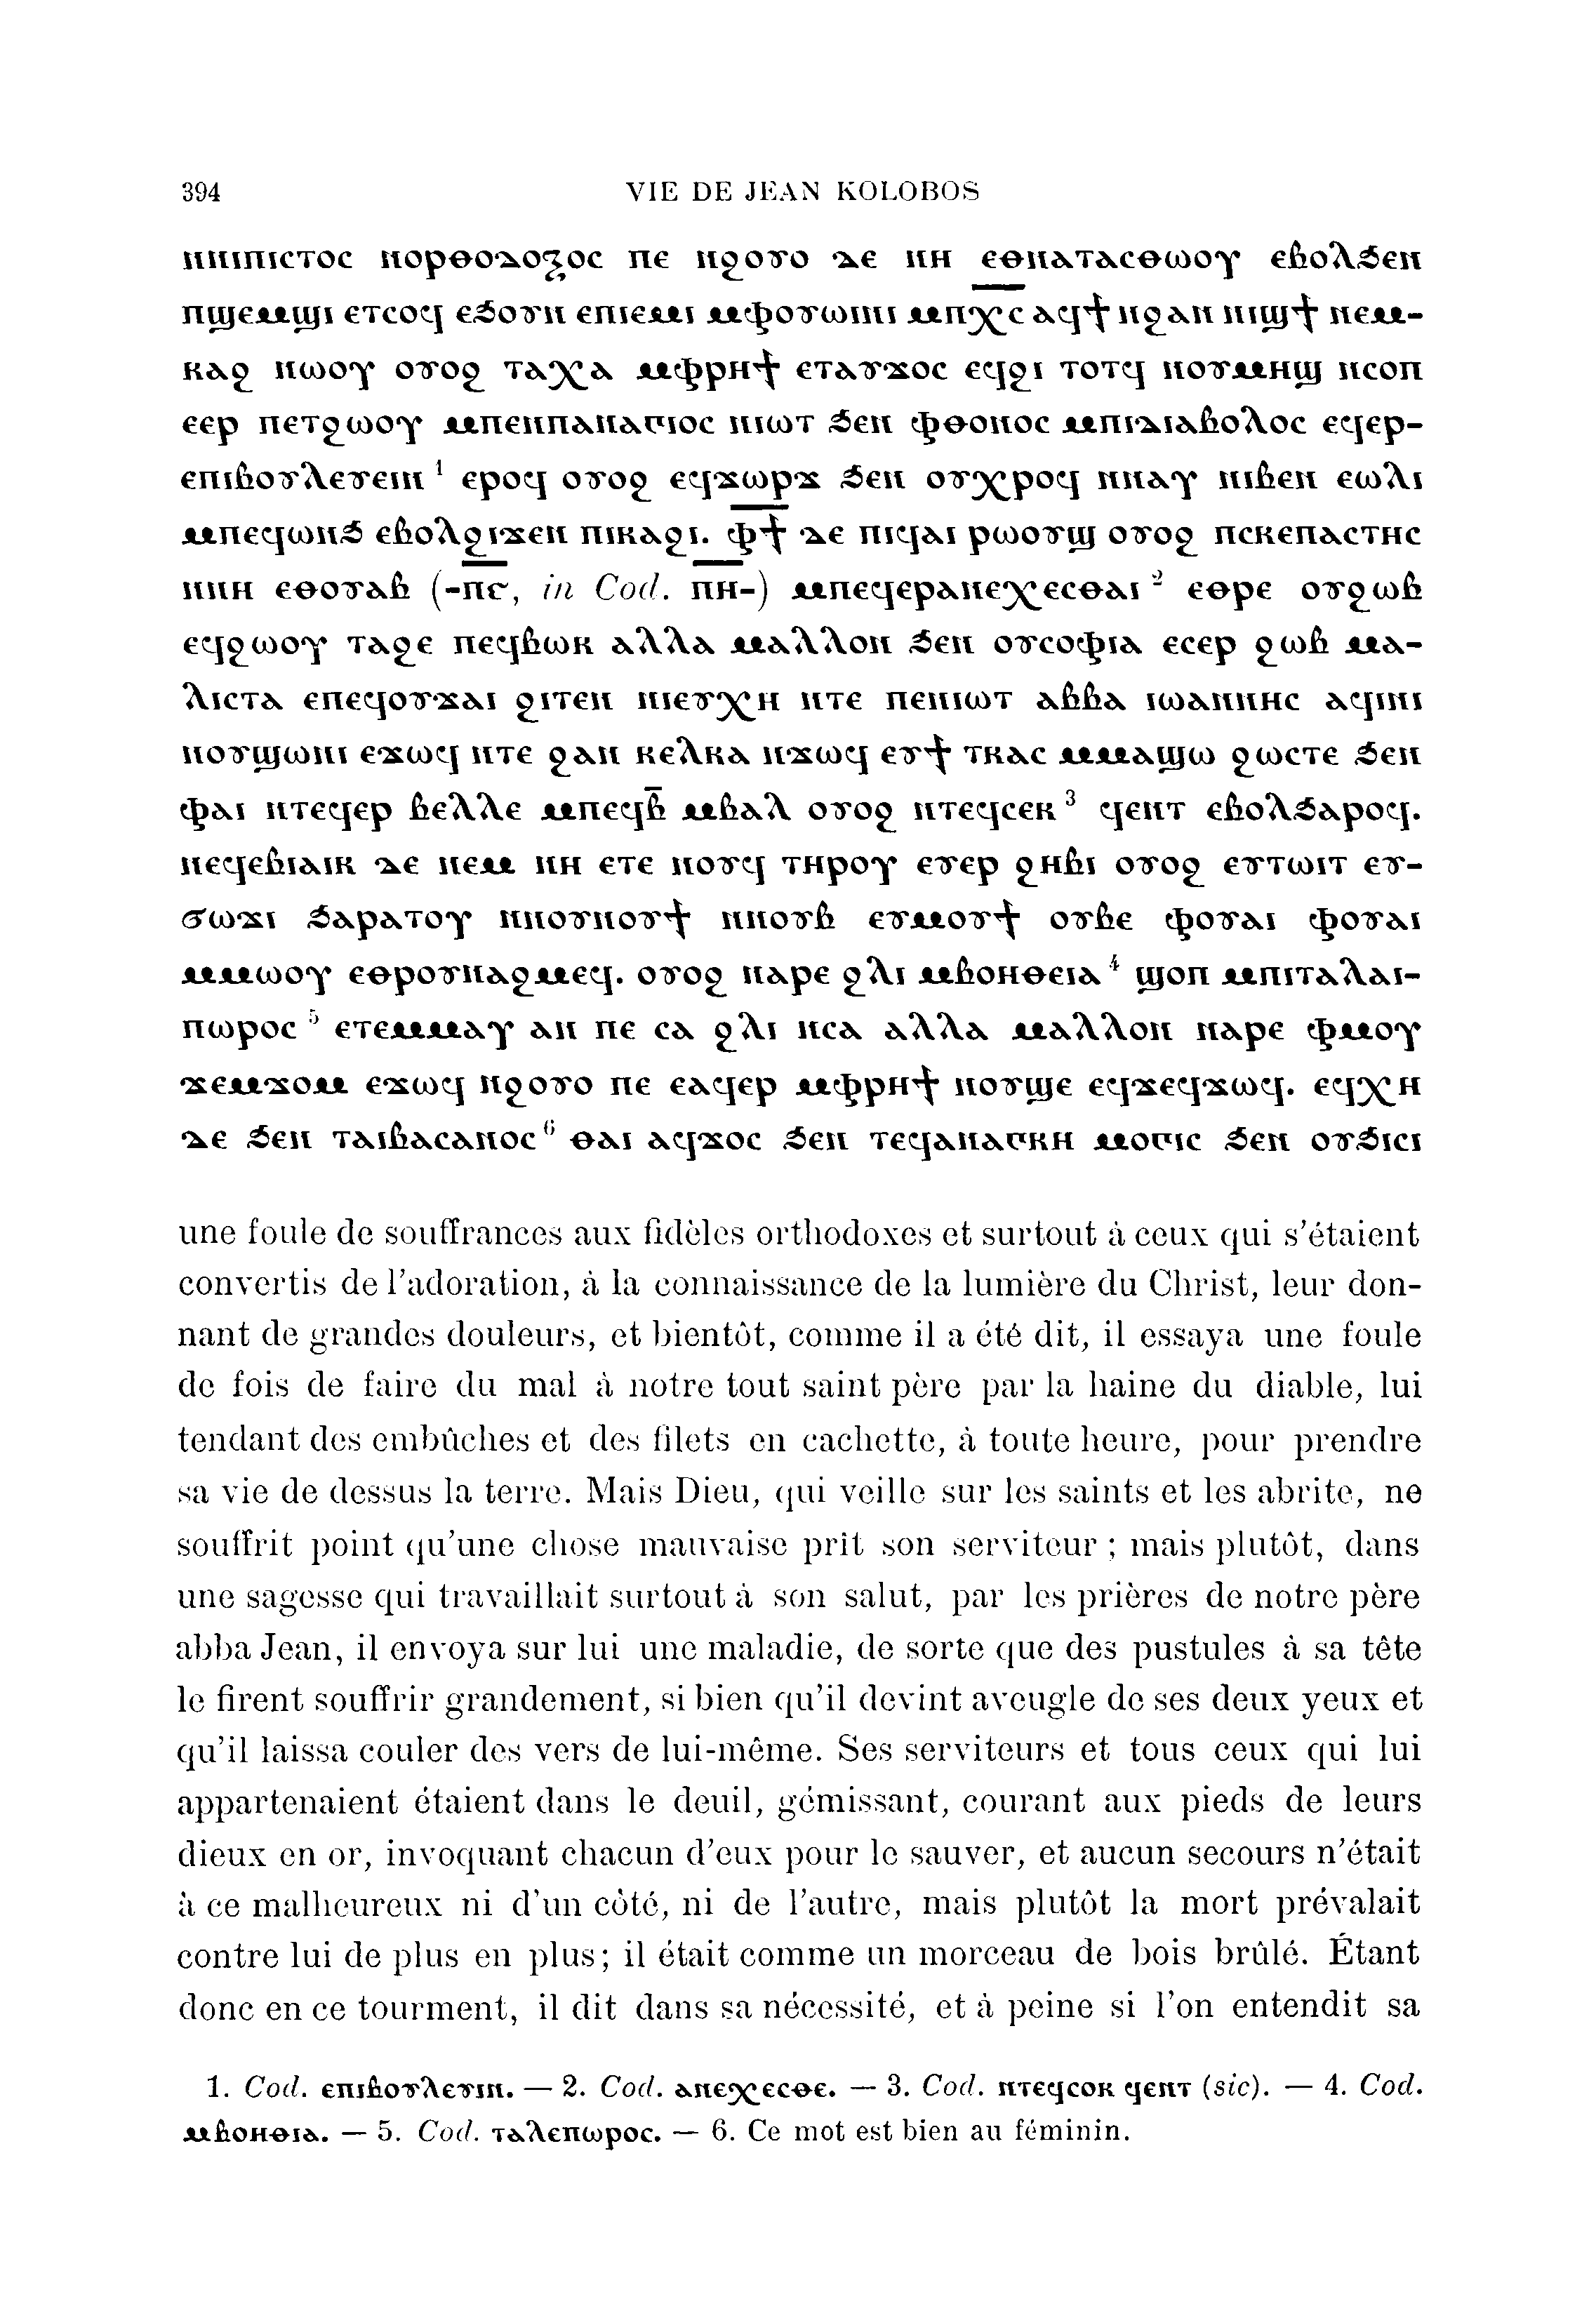 394 VIE DE JEAN KOLOBOS
ⲛⲛⲓⲡⲓⲥⲧⲟⲥ ⲛⲟⲣⲑⲟⲇⲟⲝⲟⲥ ⲡⲉ ⲛϩⲟⲩⲟ ⲇⲉ ⲛⲏ ⲉⲑⲛⲁⲧⲁⲥⲑⲱⲟⲩ ⲉⲃⲟⲗϧⲉⲛ
ⲡϣⲉⲙϣⲓ ⲉⲧⲥⲟϥ ⲉϧⲟⲩⲛ ⲉⲡⲓⲉⲙⲓ ⲙⲫⲟⲩⲱⲓⲛⲓ ⲙⲡⲭ̅ⲥ̅ ⲁϥϯ ⲛϩⲁⲛ ⲛⲓϣϯ ⲛⲉⲙ-
ⲕⲁϩ ⲛⲱⲟⲩ ⲟⲩⲟϩ ⲧⲁⲭⲁ ⲙⲫⲣⲏϯ ⲉⲧⲁⲩϫⲟⲥ ⲉϥϩⲓ ⲧⲟⲧϥ ⲛⲟⲩⲙⲏϣ ⲛⲥⲟⲡ
ⲉⲉⲣ ⲡⲉⲧϩⲱⲟⲩ ⲙⲡⲉⲛⲡⲁⲛⲁⲅⲓⲟⲥ ⲛⲓⲱⲧ ϧⲉⲛ ⲫⲑⲟⲛⲟⲥ ⲙⲡⲓⲇⲓⲁⲃⲟⲗⲟⲥ ⲉϥⲉⲣ-
ⲉⲡⲓⲃⲟⲩⲗⲉⲩⲉⲓⲛ 1 ⲉⲣⲟϥ ⲟⲩⲟϩ ⲉϥϫⲱⲣϫ ϧⲉⲛ ⲟⲩⲭⲣⲟϥ ⲛⲛⲁⲩ ⲛⲓⲃⲉⲛ ⲉⲱⲗⲓ
ⲙⲡⲉϥⲱⲛϧ ⲉⲃⲟⲗϩⲓϫⲉⲛ ⲡⲓⲕⲁϩⲓ. ⲫ̅ϯ̅ ⲇⲉ ⲡⲓϥⲁⲓ ⲣⲱⲟⲩϣ ⲟⲩⲟϩ ⲡⲥⲕⲉⲡⲁⲥⲧⲏⲥ
ⲛⲛⲏ ⲉⲑⲟⲩⲁⲃ (-ⲡ̅ⲅ̅, in Cod. ⲡ̅ⲏ̅-) ⲙⲡⲉϥⲉⲣⲁⲛⲉⲭⲉⲥⲑⲁⲓ 2 ⲉⲑⲣⲉ ⲟⲩϩⲱⲃ
ⲉϥϩⲱⲟⲩ ⲧⲁϩⲉ ⲡⲉϥⲃⲱⲕ ⲁⲗⲗⲁ ⲙⲁⲗⲗⲟⲛ ϧⲉⲛ ⲟⲩⲥⲟⲫⲓⲁ ⲉⲥⲉⲣ ϩⲱⲃ ⲙⲁ-
ⲗⲓⲥⲧⲁ ⲉⲡⲉϥⲟⲩϫⲁⲓ ϩⲓⲧⲉⲛ ⲛⲓⲉⲩⲭⲏ ⲛⲧⲉ ⲡⲉⲛⲓⲱⲧ ⲁⲃⲃⲁ ⲓⲱⲁⲛⲛⲏⲥ ⲁϥⲓⲛⲓ
ⲛⲟⲩϣⲱⲛⲓ ⲉϫⲱϥ ⲛⲧⲉ ϩⲁⲛ ⲕⲉⲗⲕⲁ ⲛϫⲱϥ ⲉⲩϯ ⲧⲕⲁⲥ ⲙⲙⲁϣⲱ ϩⲱⲥⲧⲉ ϧⲉⲛ
ⲫⲁⲓ ⲛⲧⲉϥⲉⲣ ⲃⲉⲗⲗⲉ ⲙⲡⲉϥⲃ̅ ⲙⲃⲁⲗ ⲟⲩⲟϩ ⲛⲧⲉϥⲥⲉⲕ 3 ϥⲉⲛⲧ ⲉⲃⲟⲗϧⲁⲣⲟϥ.
ⲛⲉϥⲉⲃⲓⲁⲓⲕ ⲇⲉ ⲛⲉⲙ ⲛⲏ ⲉⲧⲉ ⲛⲟⲩϥ ⲧⲏⲣⲟⲩ ⲉⲩⲉⲣ ϩⲏⲃⲓ ⲟⲩⲟϩ ⲉⲩⲧⲱⲓⲧ ⲉⲩ-
ϭⲱϫⲓ ϧⲁⲣⲁⲧⲟⲩ ⲛⲛⲟⲩⲛⲟⲩϯ ⲛⲛⲟⲩⲃ ⲉⲩⲙⲟⲩϯ ⲟⲩⲃⲉ ⲫⲟⲩⲁⲓ ⲫⲟⲩⲁⲓ
ⲙⲙⲱⲟⲩ ⲉⲑⲣⲟⲩⲛⲁϩⲙⲉϥ. ⲟⲩⲟϩ ⲛⲁⲣⲉ ϩⲗⲓ ⲙⲃⲟⲏⲑⲉⲓⲁ 4 ϣⲟⲡ ⲙⲡⲓⲧⲁⲗⲁⲓ-
ⲡⲱⲣⲟⲥ 5 ⲉⲧⲉⲙⲙⲁⲩ ⲁⲛ ⲡⲉ ⲥⲁ ϩⲗⲓ ⲛⲥⲁ ⲁⲗⲗⲁ ⲙⲁⲗⲗⲟⲛ ⲛⲁⲣⲉ ⲫⲙⲟⲩ
ϫⲉⲙϫⲟⲙ ⲉϫⲱϥ ⲛϩⲟⲩⲟ ⲡⲉ ⲉⲁϥⲉⲣ ⲙⲫⲣⲏϯ ⲛⲟⲩϣⲉ ⲉϥϫⲉϥϫⲱϥ. ⲉϥⲭⲏ
ⲇⲉ ϧⲉⲛ ⲧⲁⲓⲃⲁⲥⲁⲛⲟⲥ 6 ⲑⲁⲓ ⲁϥϫⲟⲥ ϧⲉⲛ ⲧⲉϥⲁⲛⲁⲅⲕⲏ ⲙⲟⲅⲓⲥ ϧⲉⲛ ⲟⲩϧⲓⲥⲓ
une foule de souffrances aux fidèles orthodoxes et surtout à ceux qui s'étaient
convertis de l'adoration, à la connaissance de la lumière du Christ, leur don-
nant de grandes douleurs, et bientôt, comme il a été dit, il essaya une foule
de fois de faire du mal à notre tout saint père par la haine du diable, lui
tendant des embûches et des filets en cachette, à toute heure, pour prendre
sa vie de dessus la terre. Mais Dieu, qui veille sur les saints et les abrite, ne
souffrit point qu'une chose mauvaise prit son serviteur ; mais plutôt, dans
une sagesse qui travaillait surtout à son salut, par les prières de notre père
abba Jean, il envoya sur lui une maladie, de sorte que des pustules à sa tête
le firent souffrir grandement, si bien qu'il devint aveugle de ses deux yeux et
qu'il laissa couler des vers de lui-même. Ses serviteurs et tous ceux qui lui
appartenaient étaient dans le deuil, gémissant, courant aux pieds de leurs
dieux en or, invoquant chacun d'eux pour le sauver, et aucun secours n'était
à ce malheureux ni d'un côté, ni de l'autre, mais plutôt la mort prévalait
contre lui de plus en plus; il était comme un morceau de bois brûlé. Étant
donc en ce tourment, il dit dans sa nécessité, et à peine si l'on entendit sa
1. Cod. ⲉⲡⲓⲃⲟⲩⲗⲉⲩⲓⲛ. — 2. Cod. ⲁⲛⲉⲭⲉⲥⲑⲉ. — 3. Cod. ⲛⲧⲉϥⲥⲟⲕ ϥⲉⲛⲧ (sic). — 4. Cod.
ⲙⲃⲟⲏⲑⲓⲁ. — 5. Cod. ⲧⲁⲗⲉⲡⲱⲣⲟⲥ. — 6. Ce mot est bien au féminin.